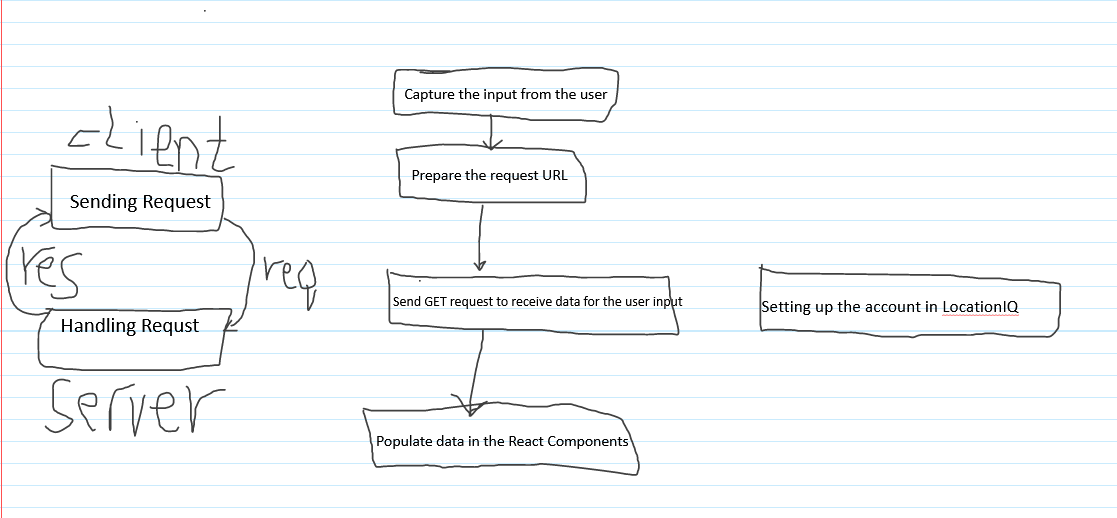 client
Sending Request
res
req
Handling Requst
Server
Capture the input from the user
Prepare the request URL
Send GET request to receive data for the user input
Populate data in the React Components
Setting up the account in LocationIQ